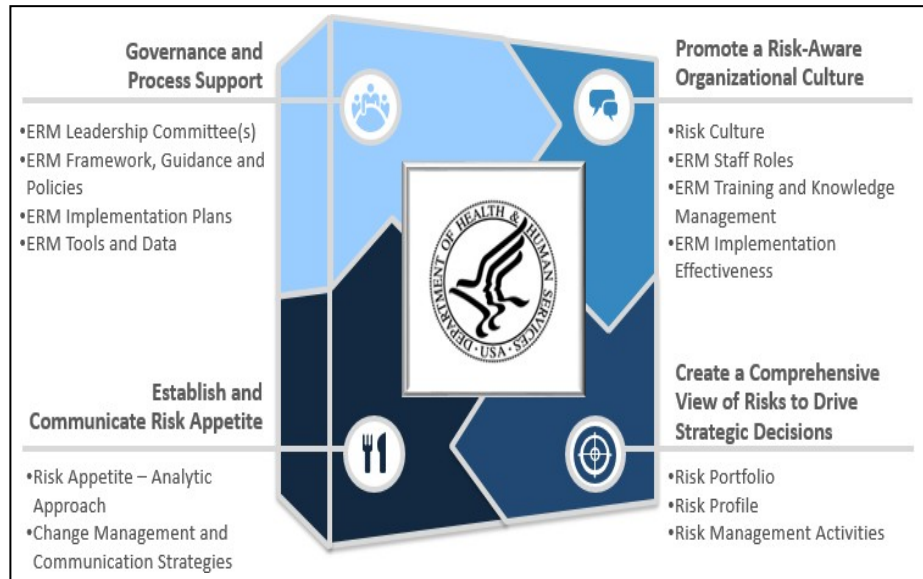 Governance and
Process Support
•ERM Leadership Committee(s)
•ERM Framework, Guidance and
Policies
•ERM Implementation Plans
•ERM Tools and Data
Promote a Risk-Aware
Organizational Culture
•Risk Culture
•ERM Staff Roles
•ERM Training and Knowledge
Management
•ERM Implementation
Effectiveness
DEPARTMENT OF HEALTH & HUMAN SERVICES · USA ·
Establish and
Communicate Risk Appetite
•Risk Appetite – Analytic
Approach
•Change Management and
Communication Strategies
Create a Comprehensive
View of Risks to Drive
Strategic Decisions
•Risk Portfolio
•Risk Profile
•Risk Management Activities